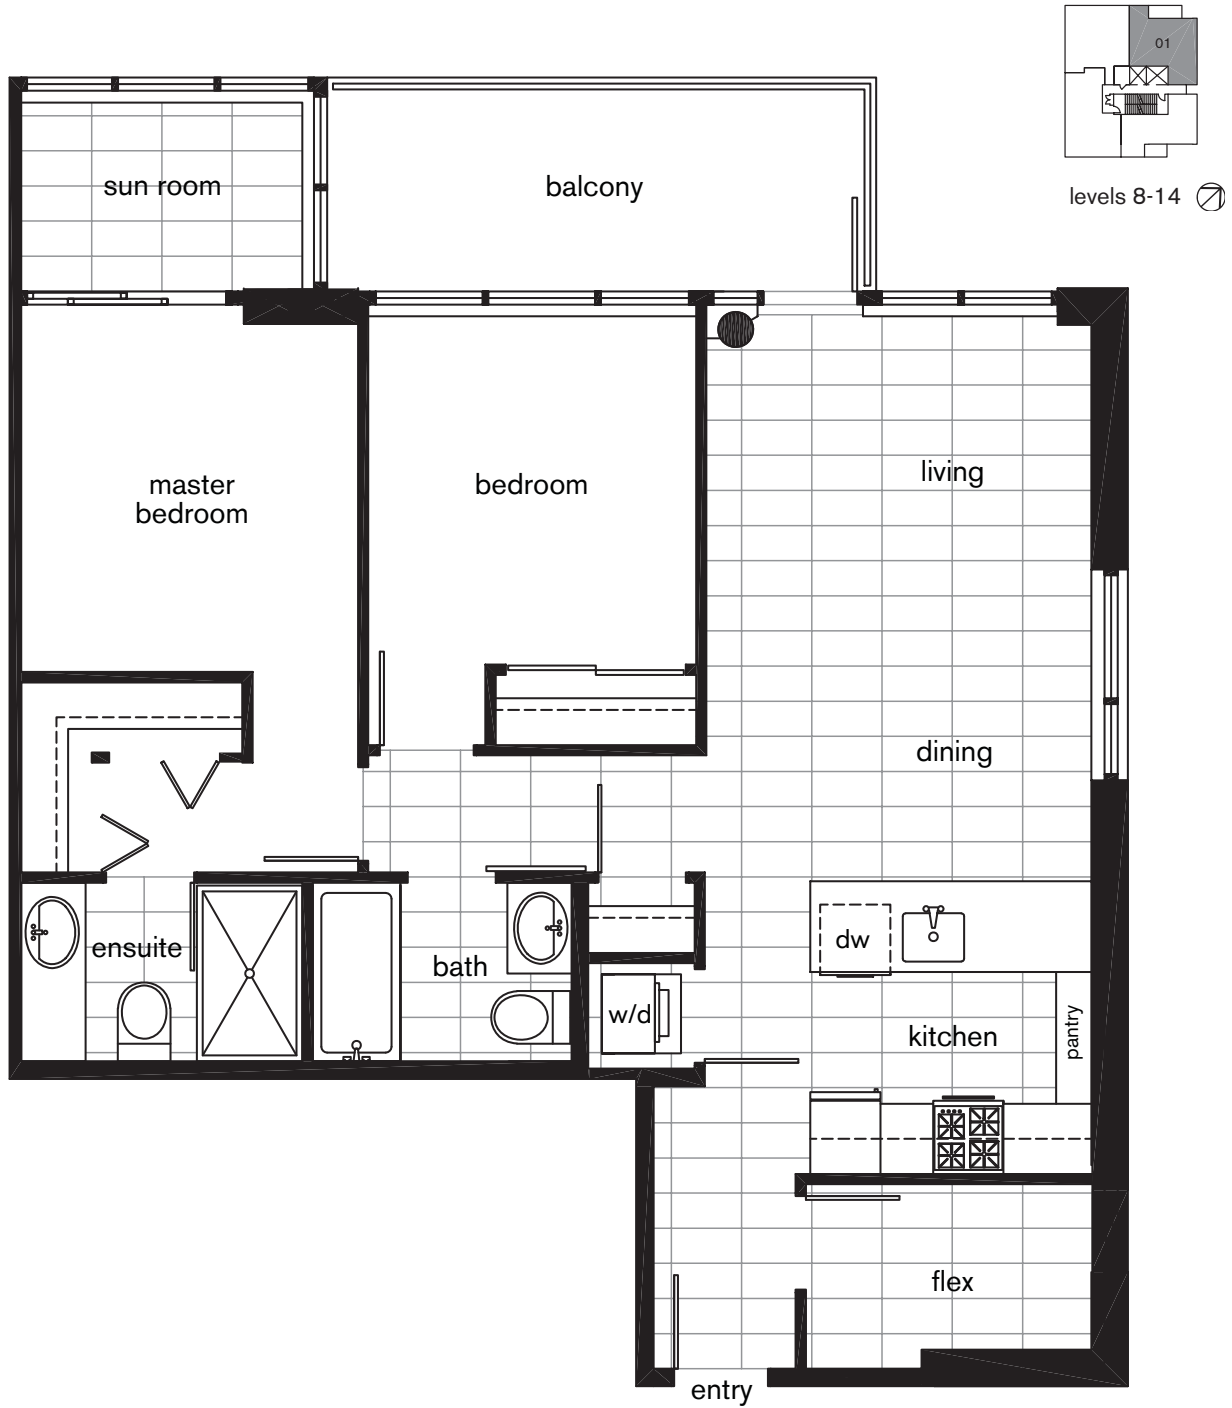 01
levels 8-14
sun room
balcony
master
bedroom
bedroom
living
dining
ensuite
bath
w/d
dw
kitchen
pantry
flex
entry